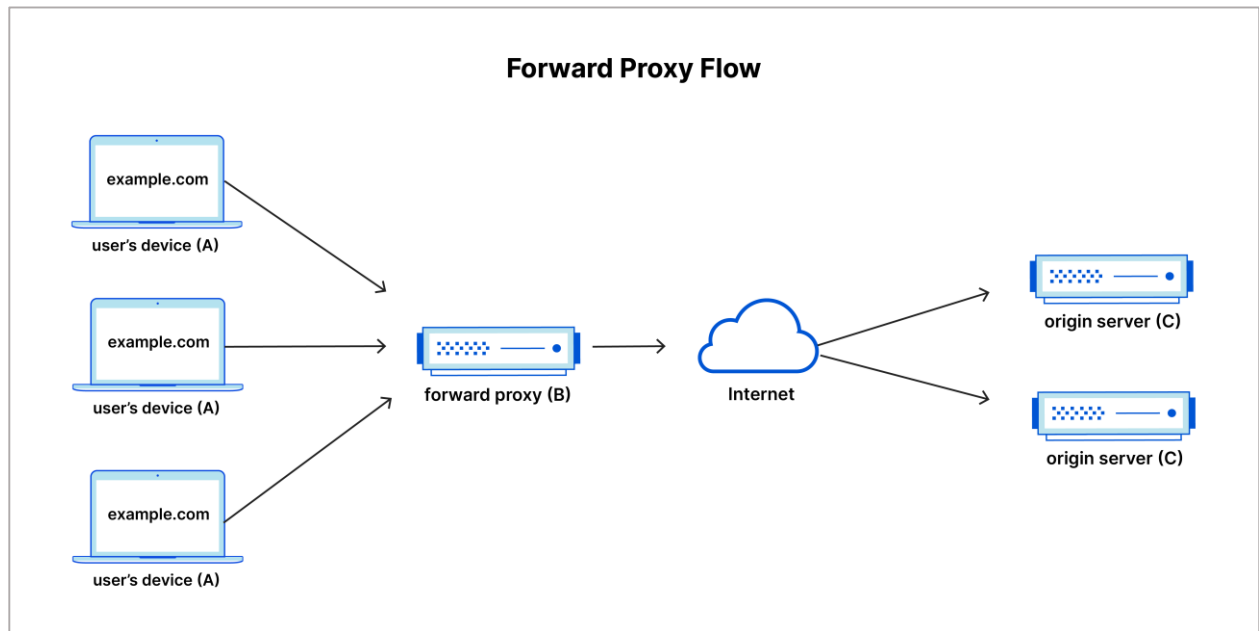 Forward Proxy Flow
example.com
user's device (A)
example.com
user's device (A)
example.com
user's device (A)
forward proxy (B)
Internet
origin server (C)
origin server (C)